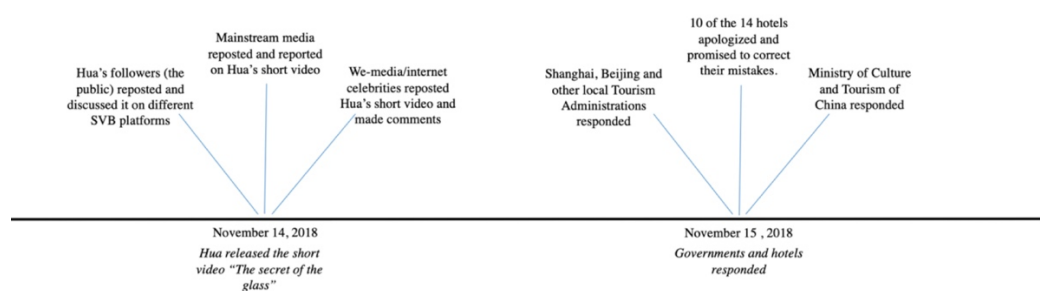 Hua's followers (the
public) reposted and
discussed it on different
SVB platforms
Mainstream media
reposted and reported
on Hua's short video
We-media/internet
celebrities reposted
Hua's short video and
made comments
November 14, 2018
Hua released the short
video “The secret of the
glass”
Shanghai, Beijing and
other local Tourism
Administrations
responded
10 of the 14 hotels
apologized and
promised to correct
their mistakes.
Ministry of Culture
and Tourism of
China responded
November 15 , 2018
Governments and hotels
responded